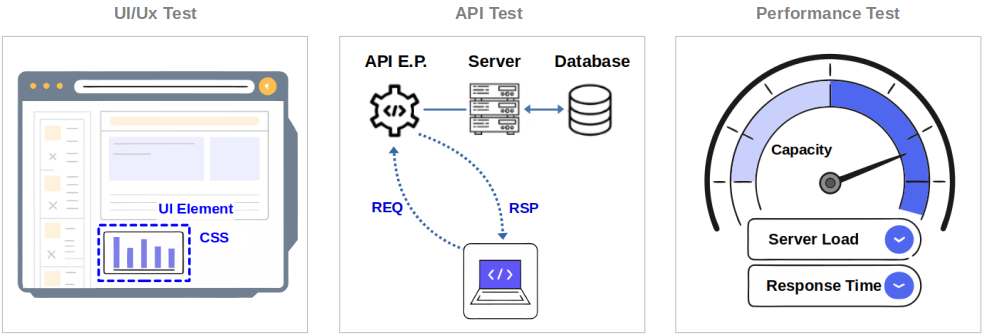 UI/Ux Test
API Test
Performance Test
UI Element
CSS
API E.P.
Server
Database
REQ
RSP
</>
Capacity
Server Load
Response Time